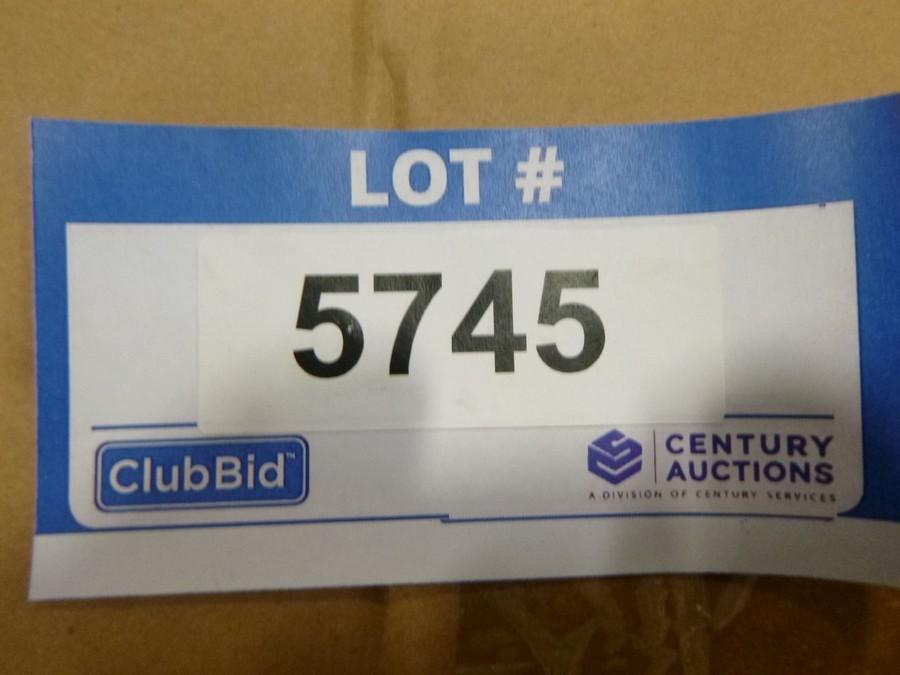 LOT #
5745
ClubBid™
CENTURY
AUCTIONS
A DIVISION OF CENTURY SERVICES